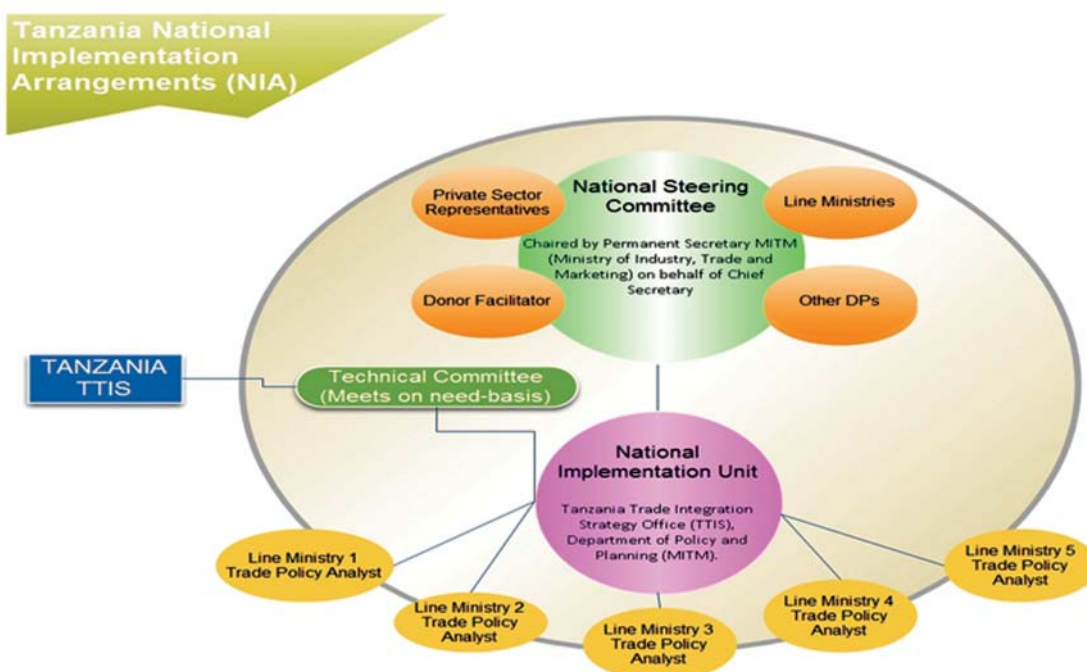 Tanzania National
Implementation
Arrangements (NIA)
Private Sector
Representatives
National Steering
Committee
Line Ministries
Chaired by Permanent Secretary MITM
(Ministry of Industry, Trade and
Marketing) on behalf of Chief
Secretary
Donor Facilitator
Other DPs
TANZANIA
TTIS
Technical Committee
(Meets on need-basis)
National
Implementation Unit
Tanzania Trade Integration
Strategy Office (TTIS),
Department of Policy and
Planning (MITM).
Line Ministry 1
Trade Policy Analyst
Line Ministry 2
Trade Policy
Analyst
Line Ministry 3
Trade Policy
Analyst
Line Ministry 4
Trade Policy
Analyst
Line Ministry 5
Trade Policy
Analyst